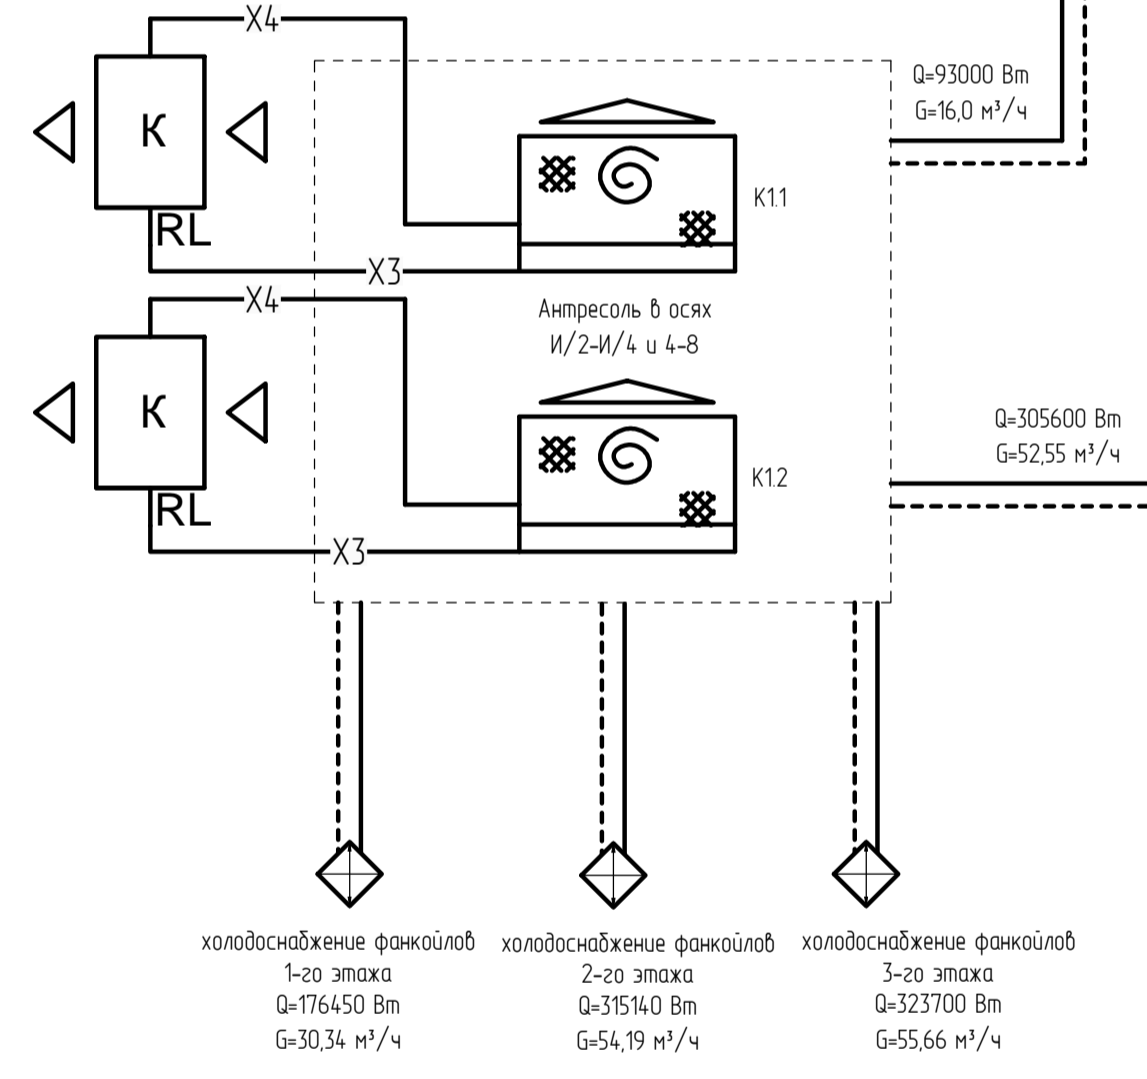 X4
К
RL
X3
Q=93000 Вт
G=16,0 м³/ч
К1.1
X4
К
RL
X3
Антресоль в осях
И/2-И/4 и 4-8
К1.2
Q=305600 Вт
G=52,55 м³/ч
холодоснабжение фанкойлов
1-го этажа
Q=176450 Вт
G=30,34 м³/ч
холодоснабжение фанкойлов
2-го этажа
Q=315140 Вт
G=54,19 м³/ч
холодоснабжение фанкойлов
3-го этажа
Q=323700 Вт
G=55,66 м³/ч